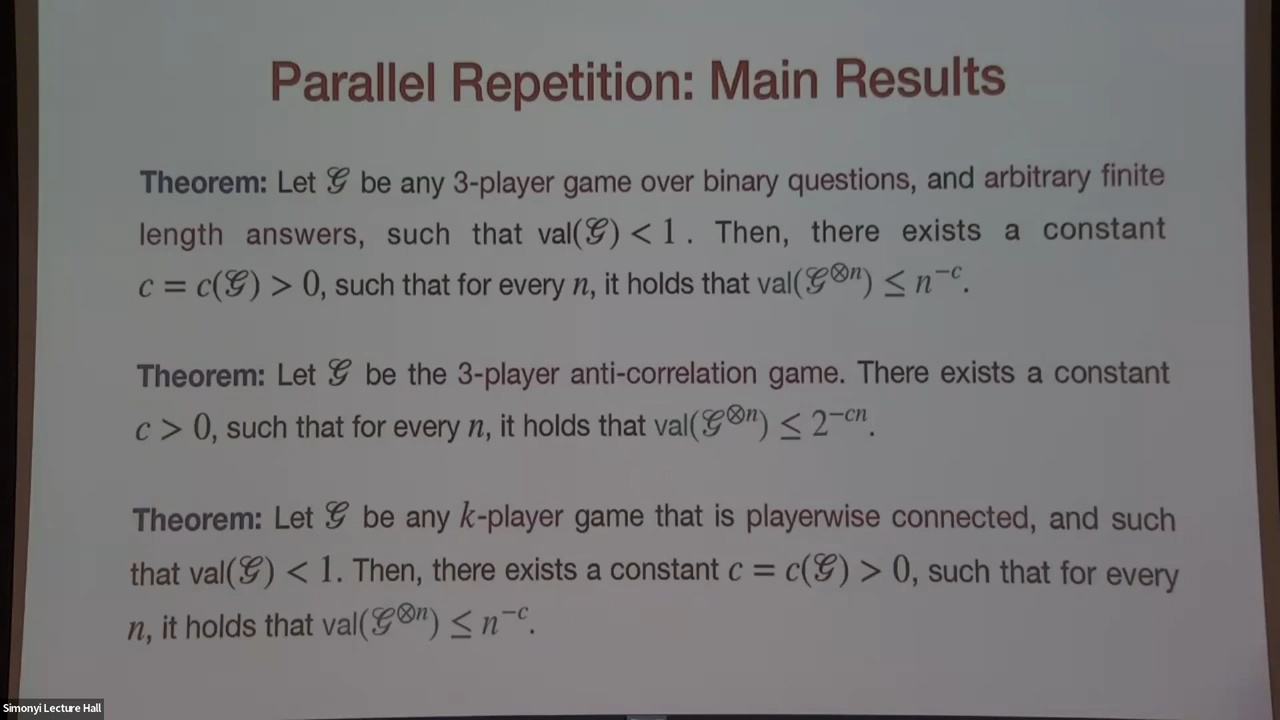 Parallel Repetition: Main Results
Theorem: Let 𝒢 be any 3-player game over binary questions, and arbitrary finite
length answers, such that val(𝒢) < 1. Then, there exists a constant
c = c(𝒢) > 0, such that for every n, it holds that val(𝒢^{⊗n}) ≤ n^{−c}.
Theorem: Let 𝒢 be the 3-player anti-correlation game. There exists a constant
c > 0, such that for every n, it holds that val(𝒢^{⊗n}) ≤ 2^{−cn}.
Theorem: Let 𝒢 be any k-player game that is playerwise connected, and such
that val(𝒢) < 1. Then, there exists a constant c = c(𝒢) > 0, such that for every
n, it holds that val(𝒢^{⊗n}) ≤ n^{−c}.
Simonyi Lecture Hall